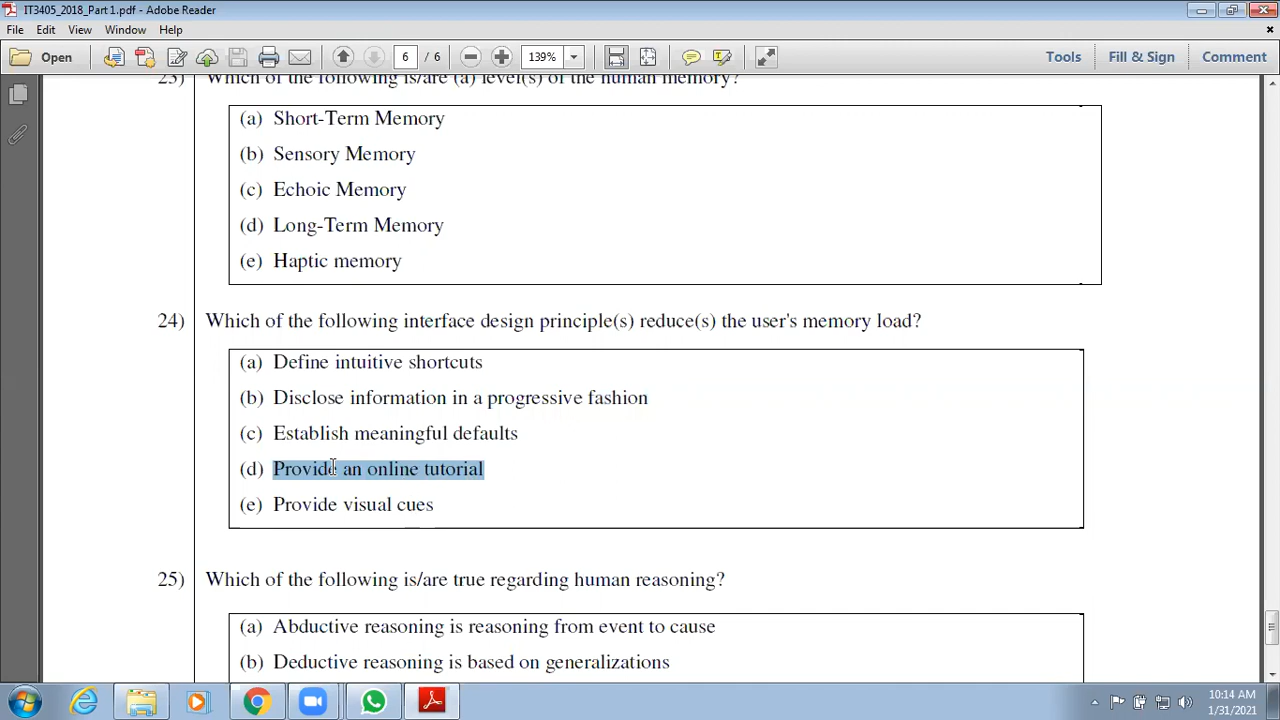 IT3405_2018_Part 1.pdf - Adobe Reader
File Edit View Window Help
Open 6 / 6 139% Tools Fill & Sign Comment
23) Which of the following is/are (a) level(s) of the human memory?
(a) Short-Term Memory
(b) Sensory Memory
(c) Echoic Memory
(d) Long-Term Memory
(e) Haptic memory
24) Which of the following interface design principle(s) reduce(s) the user's memory load?
(a) Define intuitive shortcuts
(b) Disclose information in a progressive fashion
(c) Establish meaningful defaults
(d) Provide an online tutorial
(e) Provide visual cues
25) Which of the following is/are true regarding human reasoning?
(a) Abductive reasoning is reasoning from event to cause
(b) Deductive reasoning is based on generalizations
10:14 AM
1/31/2021